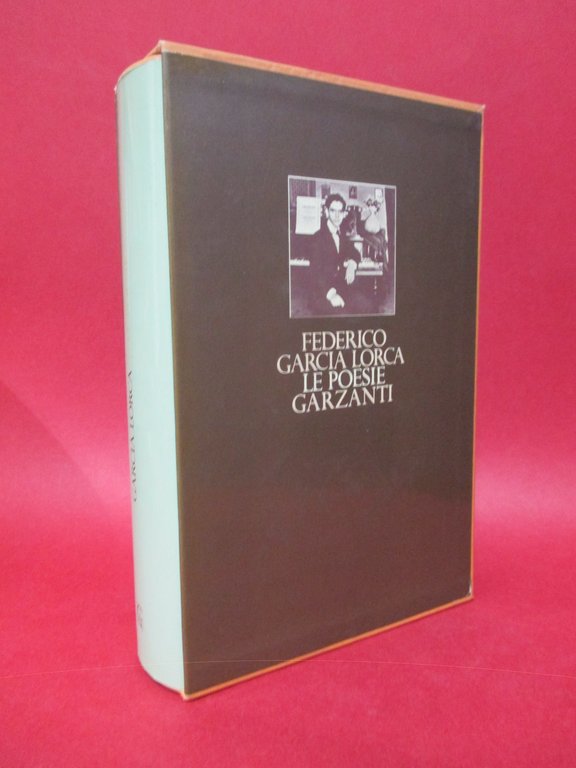 FEDERICO
GARCIA LORCA
LE POESIE
GARZANTI
GARCIA LORCA